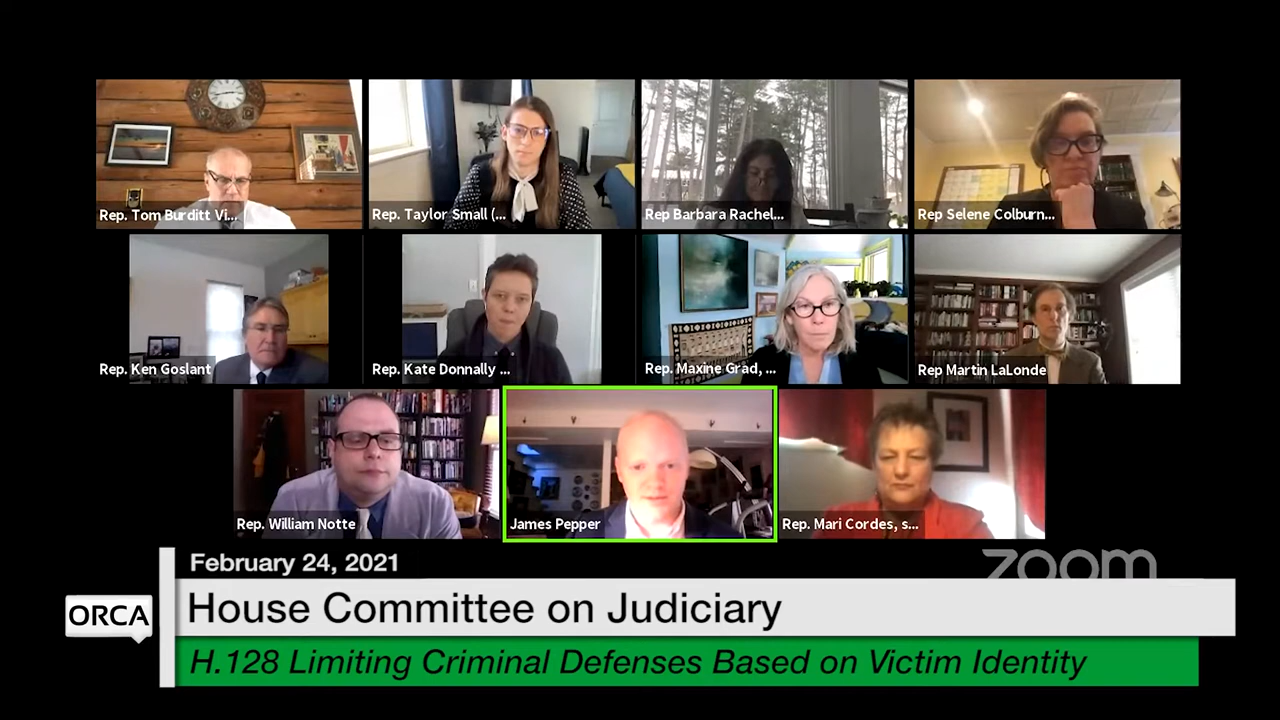 Rep. Tom Burditt Vi...
Rep. Taylor Small (...
Rep Barbara Rachel...
Rep Selene Colburn...
Rep. Ken Goslant
Rep. Kate Donnally ...
Rep. Maxine Grad, ...
Rep Martin LaLonde
Rep. William Notte
James Pepper
Rep. Mari Cordes, s...
February 24, 2021
zoom
ORCA
House Committee on Judiciary
H.128 Limiting Criminal Defenses Based on Victim Identity